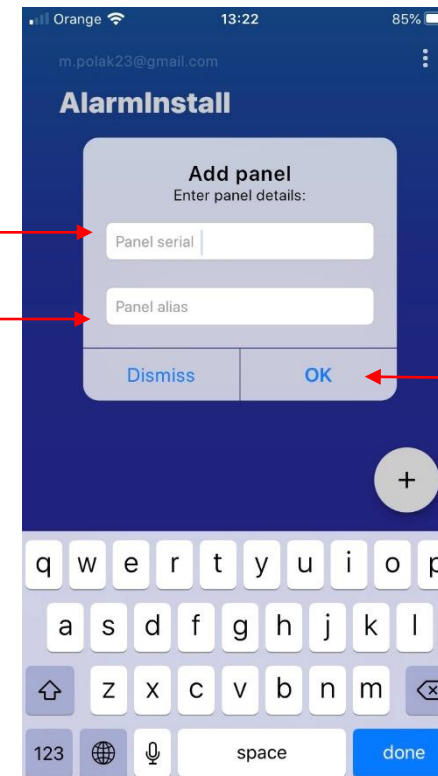 Orange 13:22 85%
m.polak23@gmail.com
AlarmInstall
Add panel
Enter panel details:
Panel serial
Panel alias
Dismiss OK
+
q w e r t y u i o p
a s d f g h j k l
z x c v b n m
123 space done